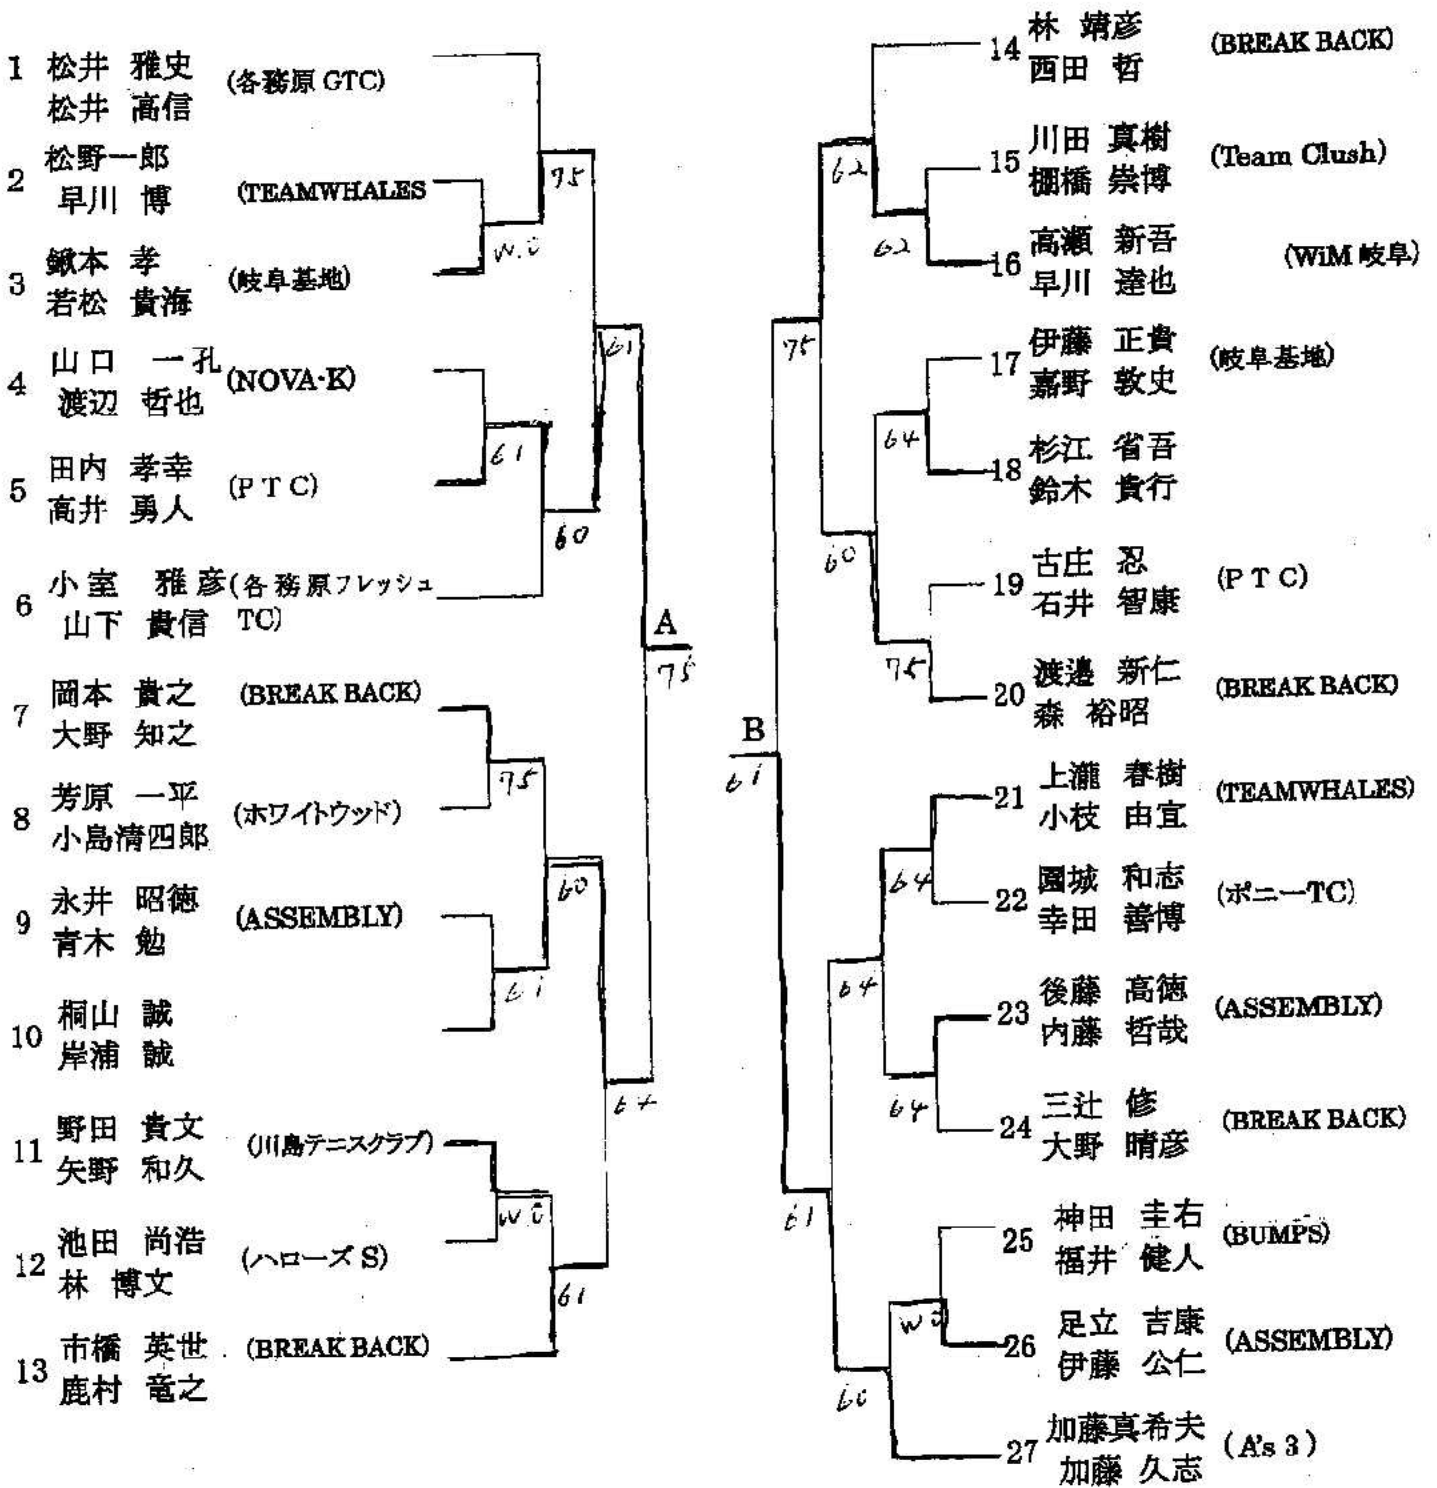 1 松井 雅史 (各務原GTC)
松井 高信
2 松野一郎 (TEAMWHALES
早川 博
3 鍬本 孝 (岐阜基地)
若松 貴海
4 山口 一孔 (NOVA・K)
渡辺 哲也
5 田内 孝幸 (PTC)
高井 勇人
6 小室 雅彦 (各務原フレッシュ
山下 貴信 TC)
7 岡本 貴之 (BREAK BACK)
大野 知之
8 芳原 一平 (ホワイトウッド)
小島清四郎
9 永井 昭徳 (ASSEMBLY)
青木 勉
10 桐山 誠
岸浦 誠
11 野田 貴文 (川島テニスクラブ)
矢野 和久
12 池田 尚浩 (ハローズS)
林 博文
13 市橋 英世 (BREAK BACK)
鹿村 竜之
75
W.O
61
61
60
A
75
75
60
61
64
W.O
61
14 林 靖彦 (BREAK BACK)
西田 哲
15 川田 真樹 (Team Clush)
棚橋 崇博
16 高瀬 新吾 (WiM 岐阜)
早川 達也
17 伊藤 正貴 (岐阜基地)
嘉野 敦史
18 杉江 省吾
鈴木 貴行
19 古庄 忍 (PTC)
石井 智康
20 渡邉 新仁 (BREAK BACK)
森 裕昭
21 上瀧 春樹 (TEAMWHALES)
小枝 由宜
22 園城 和志 (ポニーTC)
幸田 善博
23 後藤 高徳 (ASSEMBLY)
内藤 哲哉
24 三辻 修 (BREAK BACK)
大野 晴彦
25 神田 圭右 (BUMPS)
福井 健人
26 足立 吉康 (ASSEMBLY)
伊藤 公仁
27 加藤真希夫 (A's 3)
加藤 久志
62
62
75
64
60
75
B
61
64
64
64
61
W.O
60